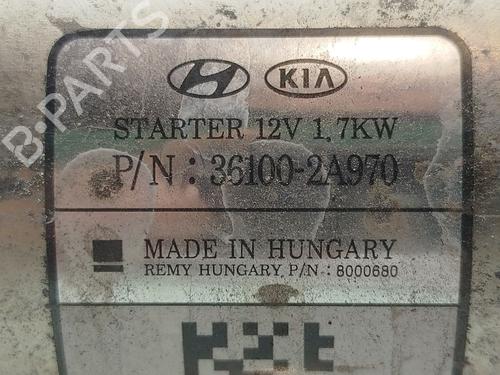 B-PARTS
KIA
STARTER 12V 1,7KW
P/N : 36100-2A970
MADE IN HUNGARY
REMY HUNGARY P/N : 8000680